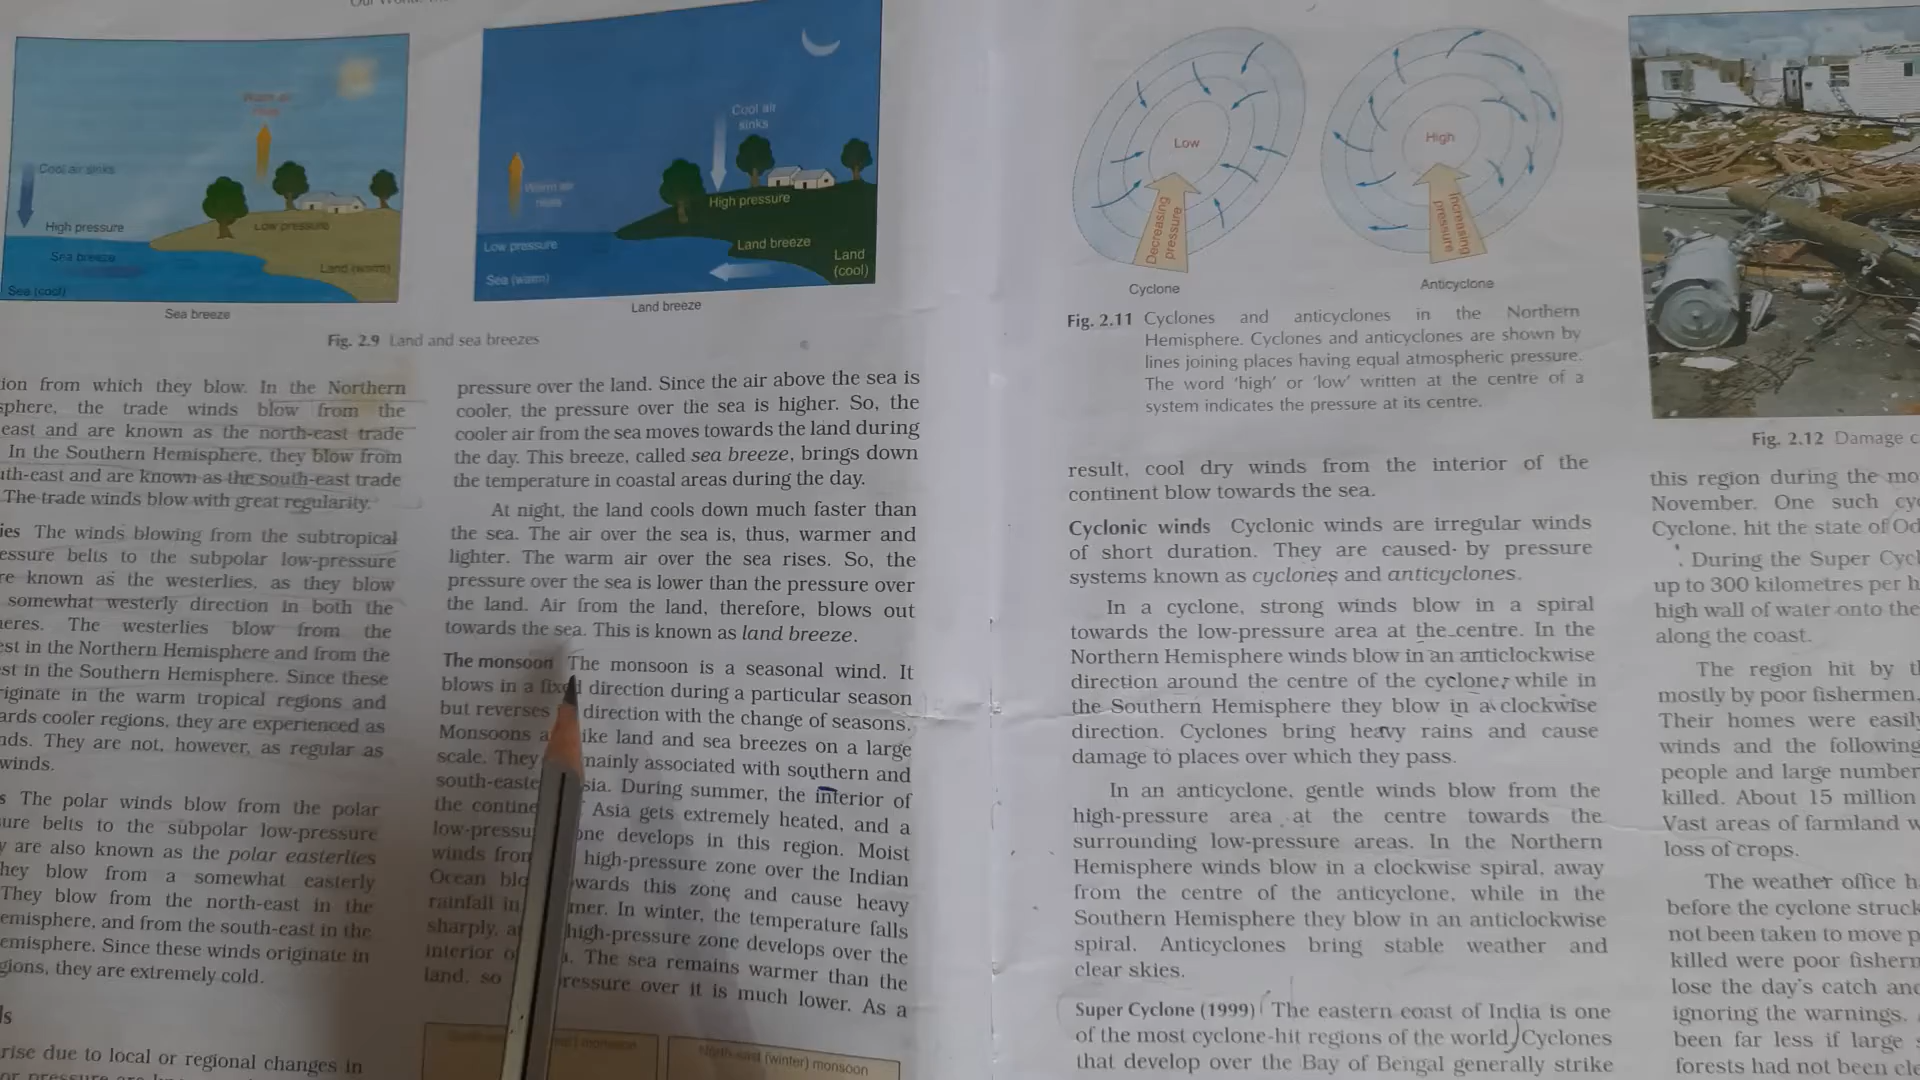 Cool air sinks
High pressure
Sea breeze
Sea (cool)
Low pressure
Land (warm)
Sea breeze
Cool air
sinks
Warm air
rises
High pressure
Low pressure
Land breeze
Sea (warm)
Land
(cool)
Land breeze
Fig. 2.9 Land and sea breezes
ion from which they blow. In the Northern
sphere, the trade winds blow from the
east and are known as the north-east trade
In the Southern Hemisphere, they blow from
uth-east and are known as the south-east trade
The trade winds blow with great regularity.
ies The winds blowing from the subtropical
essure belts to the subpolar low-pressure
re known as the westerlies, as they blow
somewhat westerly direction in both the
neres. The westerlies blow from the
est in the Northern Hemisphere and from the
st in the Southern Hemisphere. Since these
riginate in the warm tropical regions and
ards cooler regions, they are experienced as
nds. They are not, however, as regular as
winds.
s The polar winds blow from the polar
sure belts to the subpolar low-pressure
y are also known as the polar easterlies
hey blow from a somewhat easterly
They blow from the north-east in the
emisphere, and from the south-east in the
emisphere. Since these winds originate in
gions, they are extremely cold.
ls
rise due to local or regional changes in
pressure over the land. Since the air above the sea is
cooler, the pressure over the sea is higher. So, the
cooler air from the sea moves towards the land during
the day. This breeze, called sea breeze, brings down
the temperature in coastal areas during the day.
At night, the land cools down much faster than
the sea. The air over the sea is, thus, warmer and
lighter. The warm air over the sea rises. So, the
pressure over the sea is lower than the pressure over
the land. Air from the land, therefore, blows out
towards the sea. This is known as land breeze.
The monsoon The monsoon is a seasonal wind. It
blows in a fixed direction during a particular season
but reverses direction with the change of seasons.
Monsoons a ike land and sea breezes on a large
scale. They mainly associated with southern and
south-easte sia. During summer, the interior of
the contine Asia gets extremely heated, and a
low-pressu one develops in this region. Moist
winds from high-pressure zone over the Indian
Ocean blo wards this zone and cause heavy
rainfall in mer. In winter, the temperature falls
sharply, a high-pressure zone develops over the
interior o a. The sea remains warmer than the
land, so ressure over it is much lower. As a
monsoon
North-east (winter) monsoon
Low
Decreasing
pressure
Cyclone
High
Increasing
pressure
Anticyclone
Fig. 2.11 Cyclones and anticyclones in the Northern
Hemisphere. Cyclones and anticyclones are shown by
lines joining places having equal atmospheric pressure.
The word 'high' or 'low' written at the centre of a
system indicates the pressure at its centre.
result, cool dry winds from the interior of the
continent blow towards the sea.
Cyclonic winds Cyclonic winds are irregular winds
of short duration. They are caused by pressure
systems known as cyclones and anticyclones.
In a cyclone, strong winds blow in a spiral
towards the low-pressure area at the centre. In the
Northern Hemisphere winds blow in an anticlockwise
direction around the centre of the cyclone, while in
the Southern Hemisphere they blow in a clockwise
direction. Cyclones bring heavy rains and cause
damage to places over which they pass.
In an anticyclone, gentle winds blow from the
high-pressure area at the centre towards the
surrounding low-pressure areas. In the Northern
Hemisphere winds blow in a clockwise spiral, away
from the centre of the anticyclone, while in the
Southern Hemisphere they blow in an anticlockwise
spiral. Anticyclones bring stable weather and
clear skies.
Super Cyclone (1999) The eastern coast of India is one
of the most cyclone-hit regions of the world. Cyclones
that develop over the Bay of Bengal generally strike
Fig. 2.12 Damage c
this region during the mo
November. One such cyc
Cyclone, hit the state of Od
During the Super Cycl
up to 300 kilometres per h
high wall of water onto the
along the coast.
The region hit by t
mostly by poor fishermen.
Their homes were easily
winds and the following
people and large number
killed. About 15 million
Vast areas of farmland w
loss of crops.
The weather office h
before the cyclone struck
not been taken to move p
killed were poor fisherm
lose the day's catch and
ignoring the warnings.
been far less if large s
forests had not been cle